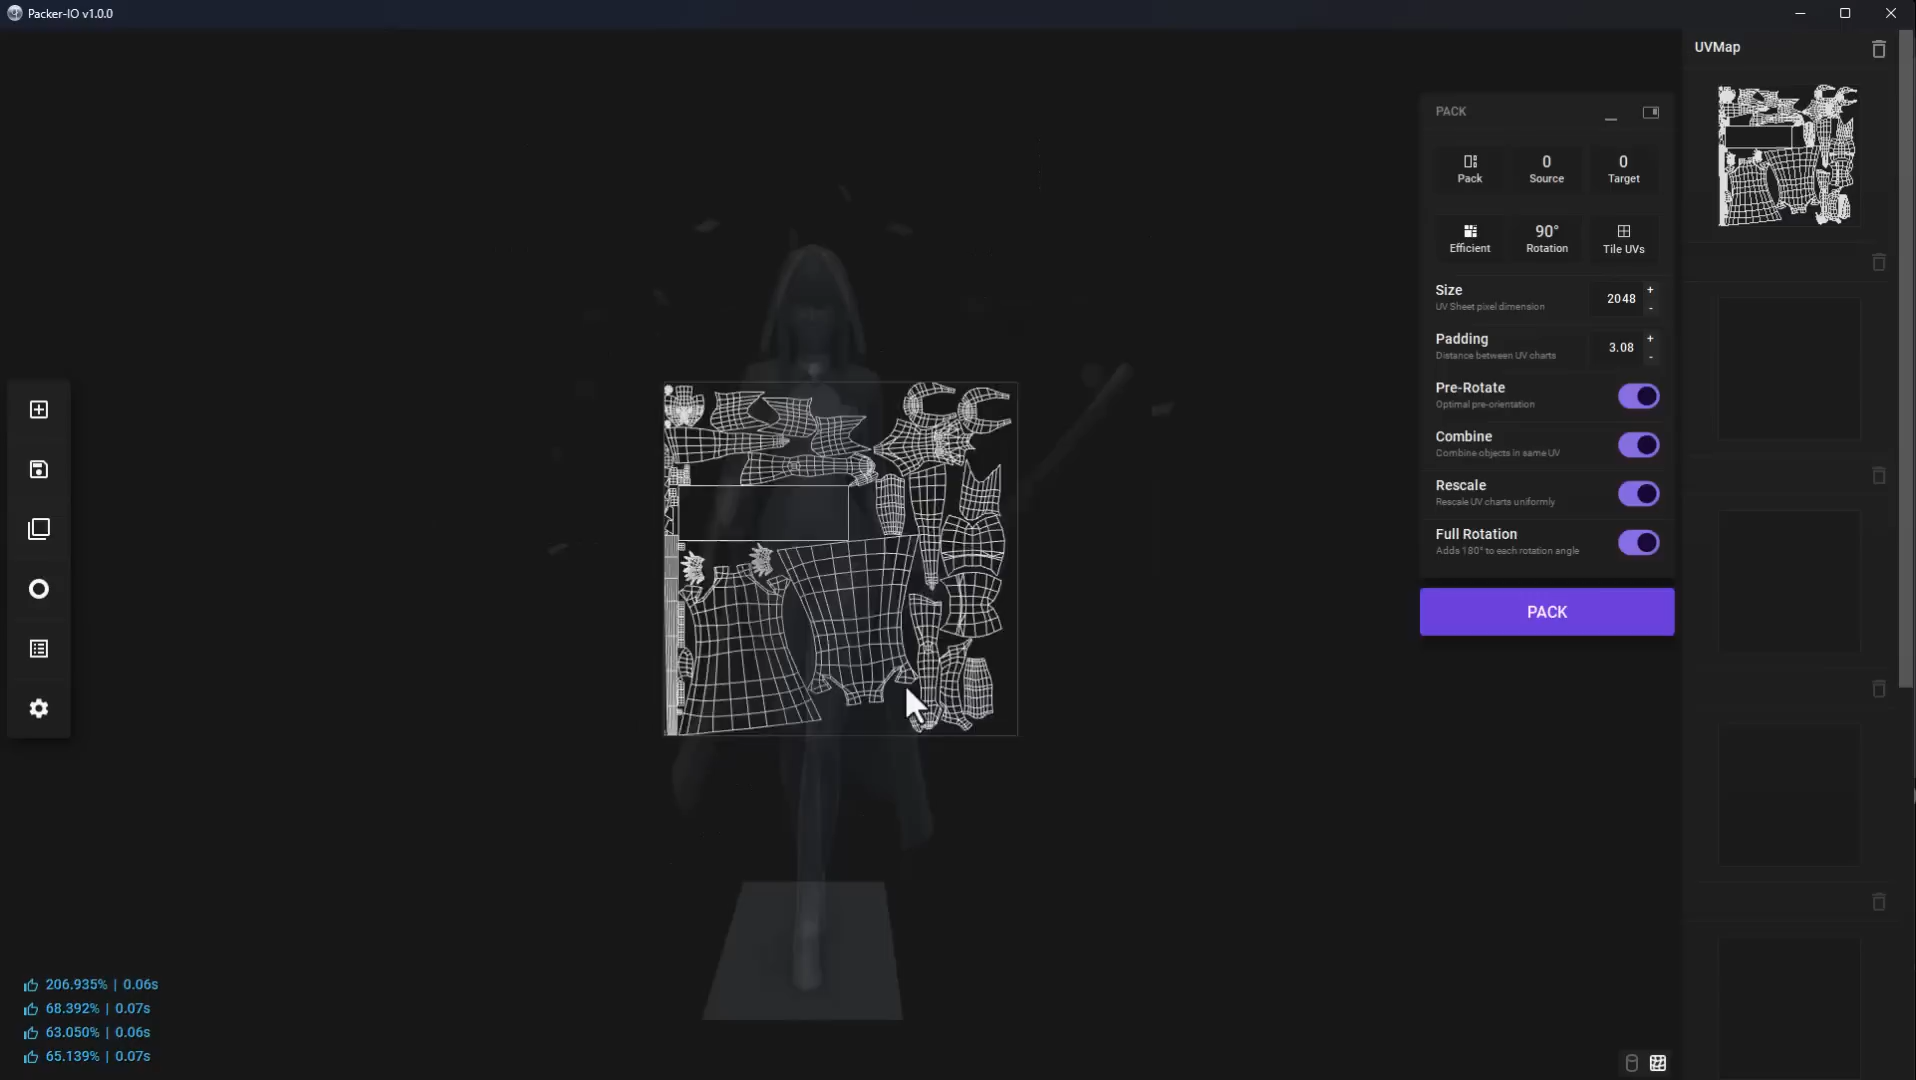 Packer-IO v1.0.0
UVMap
PACK
Pack
0
Source
0
Target
Efficient
90°
Rotation
Tile UVs
Size
UV Sheet pixel dimension
2048
+
-
Padding
Distance between UV charts
3.08
+
-
Pre-Rotate
Optimal pre-orientation
Combine
Combine objects in same UV
Rescale
Rescale UV charts uniformly
Full Rotation
Adds 180° to each rotation angle
PACK
206.935% | 0.06s
68.392% | 0.07s
63.050% | 0.06s
65.139% | 0.07s